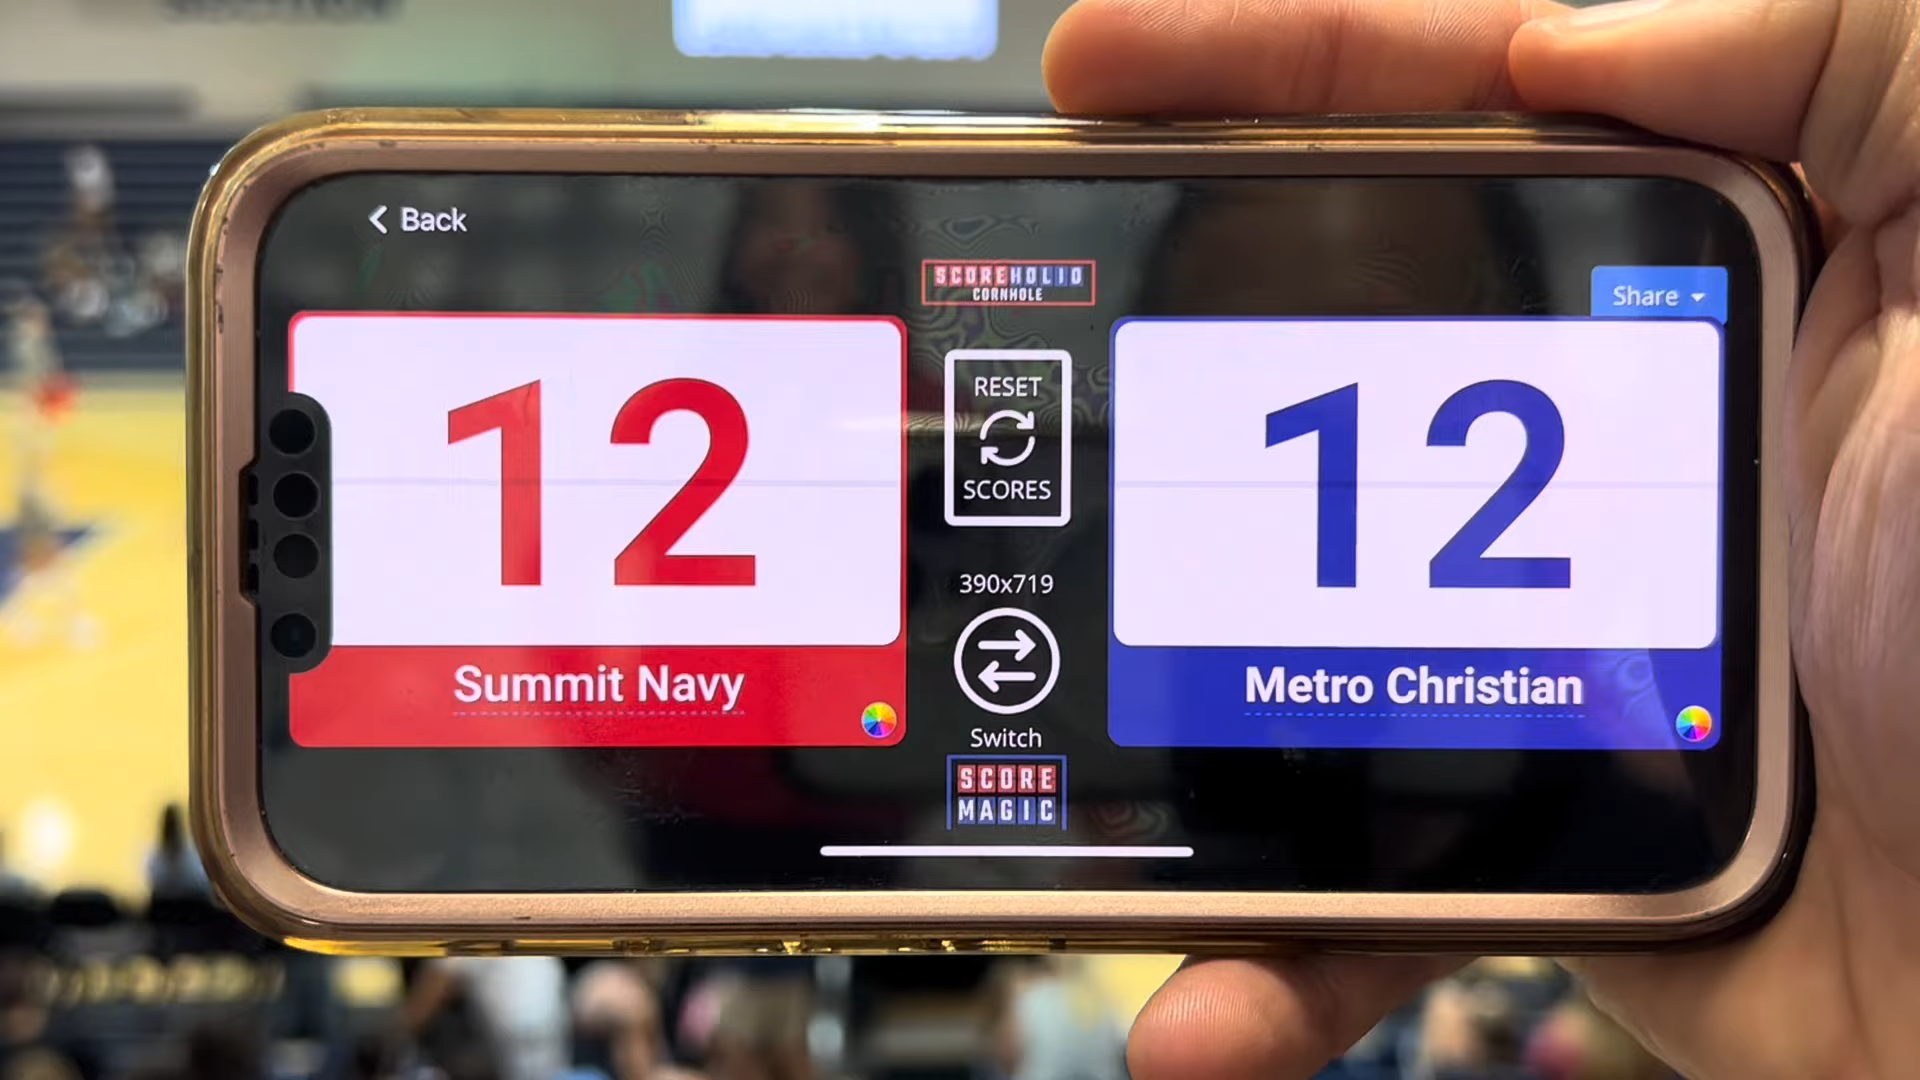 Back
SCOREHOLIO
CORNHOLE
Share
12
RESET
SCORES
12
390x719
Summit Navy
Metro Christian
Switch
SCORE
MAGIC